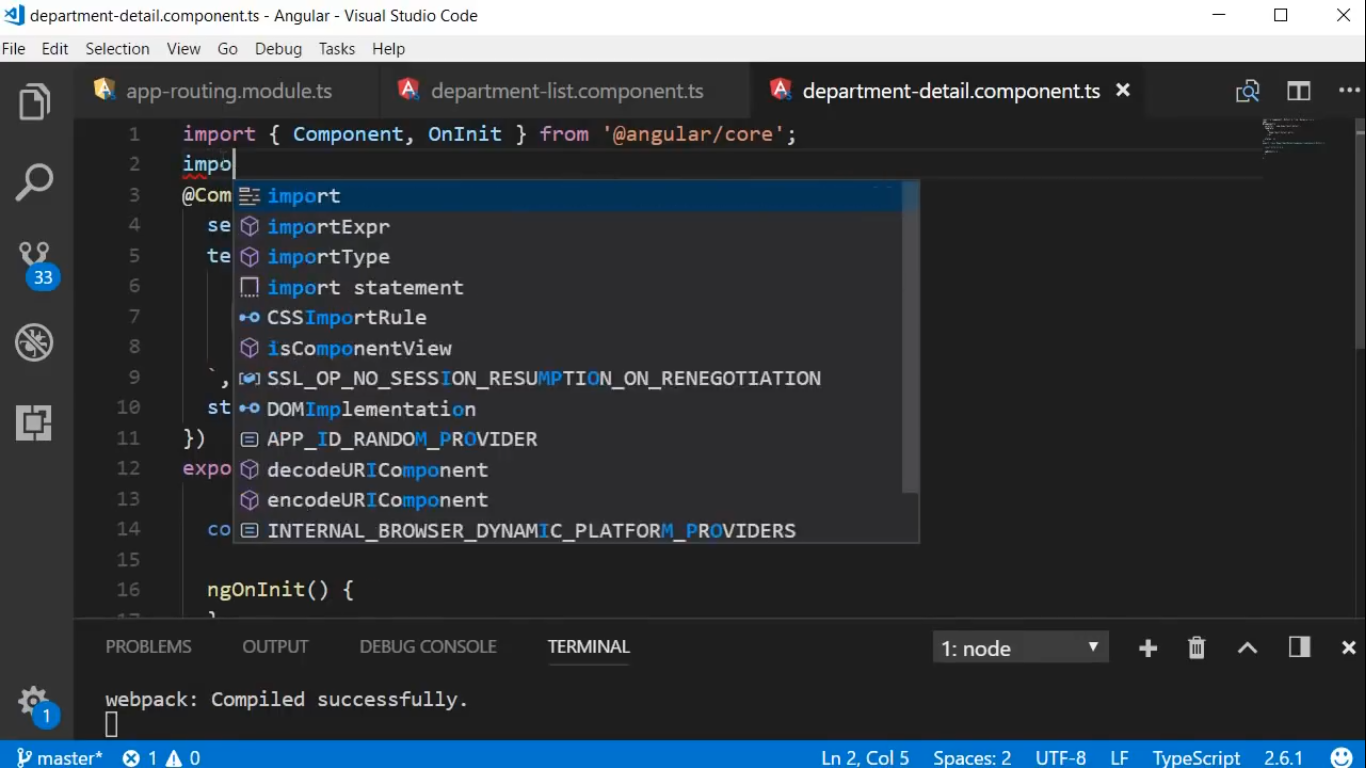 department-detail.component.ts - Angular - Visual Studio Code
File Edit Selection View Go Debug Tasks Help
app-routing.module.ts department-list.component.ts department-detail.component.ts
1 import { Component, OnInit } from '@angular/core';
2 impo
3 @Com import
4 se importExpr
5 te importType
6 import statement
7 CSSImportRule
8 isComponentView
9 `, SSL_OP_NO_SESSION_RESUMPTION_ON_RENEGOTIATION
10 st DOMImplementation
11 }) APP_ID_RANDOM_PROVIDER
12 expo decodeURIComponent
13 encodeURIComponent
14 co INTERNAL_BROWSER_DYNAMIC_PLATFORM_PROVIDERS
15
16 ngOnInit() {
17 }
33
PROBLEMS OUTPUT DEBUG CONSOLE TERMINAL 1: node
webpack: Compiled successfully.
1
master* 1 0 Ln 2, Col 5 Spaces: 2 UTF-8 LF TypeScript 2.6.1